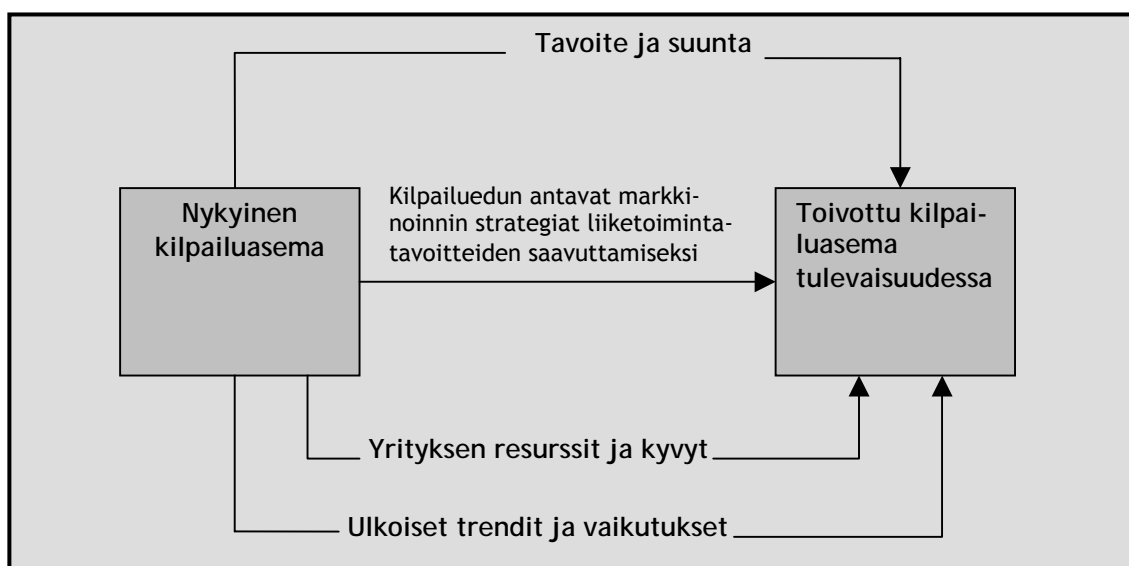 Tavoite ja suunta
Nykyinen
kilpailuasema
Kilpailuedun antavat markki-
noinnin strategiat liiketoiminta-
tavoitteiden saavuttamiseksi
Toivottu kilpai-
luasema
tulevaisuudessa
Yrityksen resurssit ja kyvyt
Ulkoiset trendit ja vaikutukset